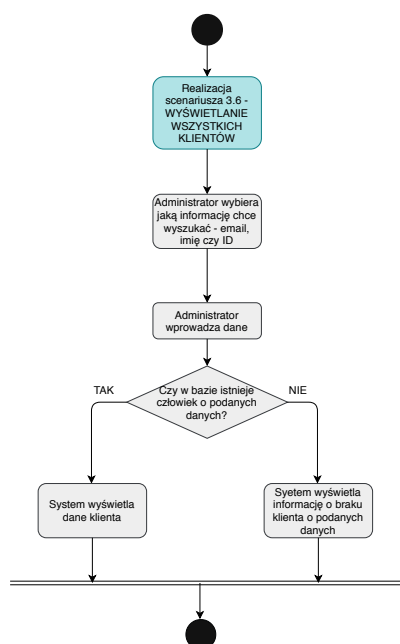 Realizacja
scenariusza 3.6 -
WYŚWIETLANIE
WSZYSTKICH
KLIENTÓW
Administrator wybiera
jaką informację chce
wyszukać - email,
imię czy ID
Administrator
wprowadza dane
Czy w bazie istnieje
człowiek o podanych
danych?
TAK
NIE
System wyświetla
dane klienta
Syetem wyświetla
informację o braku
klienta o podanych
danych